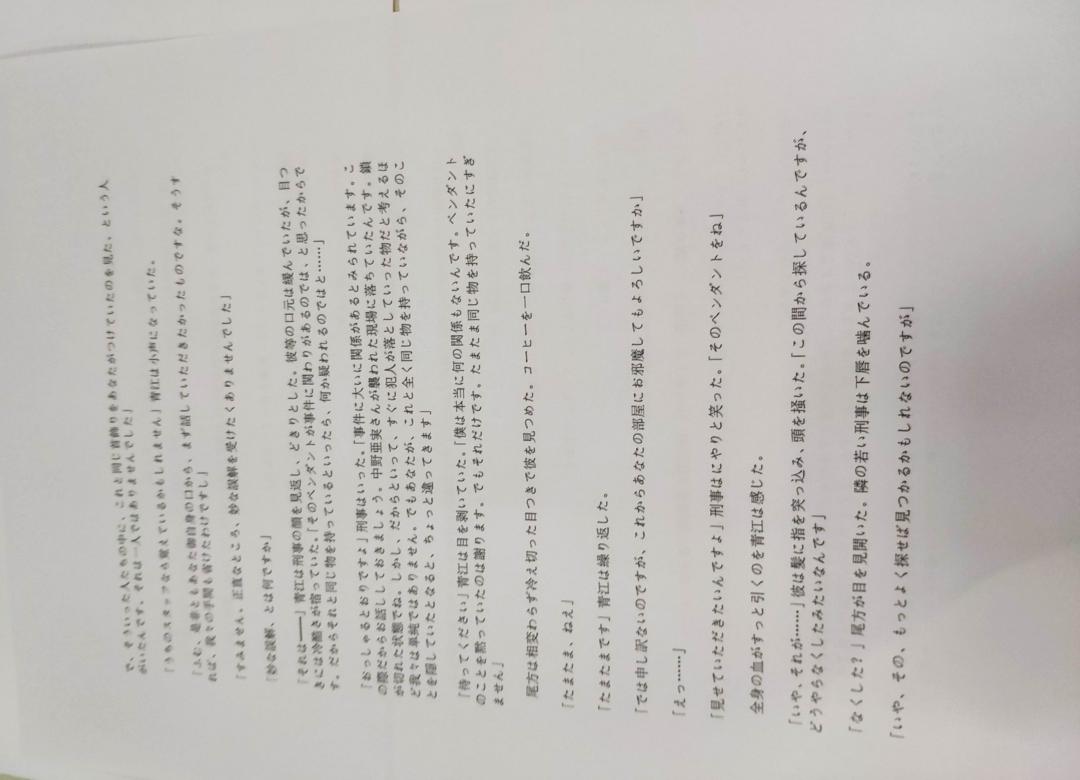 で、そういった人たちの中に、これと同じ首飾りをあなたがつけていたのを見た、という人
がいたんです。それは一人ではありませんでした」
「うちのスタッフなら覚えているかもしれません」青江は小声になっていた。
「ふむ、是非ともあなた御自身の口から、まず話していただきたかったものですな。そうす
れば、我々の手間も省けたわけですし」
「すみません、正直なところ、妙な誤解を受けたくありませんでした」
「妙な誤解、とは何ですか」
「それは――」青江は刑事の顔を見返し、どきりとした。彼等の口元は緩んでいたが、目つ
きには冷酷さが宿っていた。「そのペンダントが事件に関わりがあるのでは、と思ったからで
す。だからそれと同じ物を持っているといったら、何か疑われるのではと……」
「おっしゃるとおりですよ」刑事はいった。「事件に大いに関係があるとみられています。こ
の際だからお話ししておきましょう。中野亜実さんが襲われた現場に落ちていたんです。鎖
が切れた状態でね。しかし、だからといって、すぐに犯人が落としていった物だと考えるほ
ど我々は単純ではありません。でもあなたが、これと全く同じ物を持っていながら、そのこ
とを隠していたとなると、ちょっと違ってきます」
「待ってください」青江は目を剥いていた。「僕は本当に何の関係もないんです。ペンダント
のことを黙っていたのは謝ります。でもそれだけです。たまたま同じ物を持っていたにすぎ
ません」
尾方は相変わらず冷え切った目つきで彼を見つめた。コーヒーを一口飲んだ。
「たまたま、ねえ」
「たまたまです」青江は繰り返した。
「では申し訳ないのですが、これからあなたの部屋にお邪魔してもよろしいですか」
「えっ……」
「見せていただきたいんですよ」刑事はにやりと笑った。「そのペンダントをね」
全身の血がすっと引くのを青江は感じた。
「いや、それが……」彼は髪に指を突っ込み、頭を掻いた。「この間から探しているんですが、
どうやらなくしたみたいなんです」
「なくした?」尾方が目を見開いた。隣の若い刑事は下唇を噛んでいる。
「いや、その、もっとよく探せば見つかるかもしれないのですが」